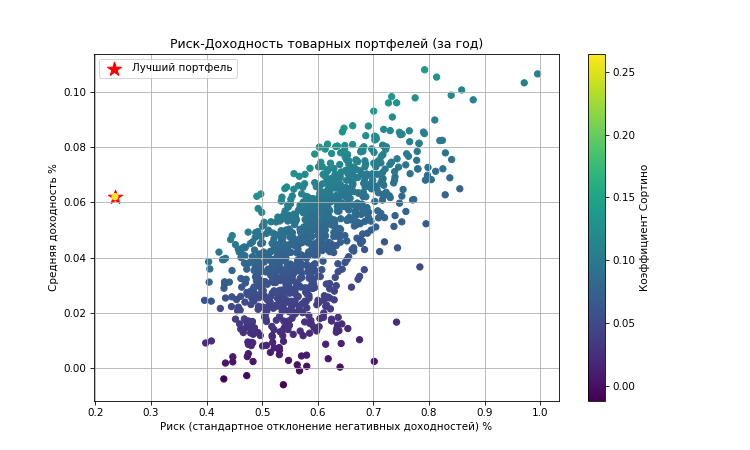 Риск-Доходность товарных портфелей (за год)
Лучший портфель
0.10
0.08
0.06
0.04
0.02
0.00
Средняя доходность %
0.2 0.3 0.4 0.5 0.6 0.7 0.8 0.9 1.0
Риск (стандартное отклонение негативных доходностей) %
0.25
0.20
0.15
0.10
0.05
0.00
Коэффициент Сортино